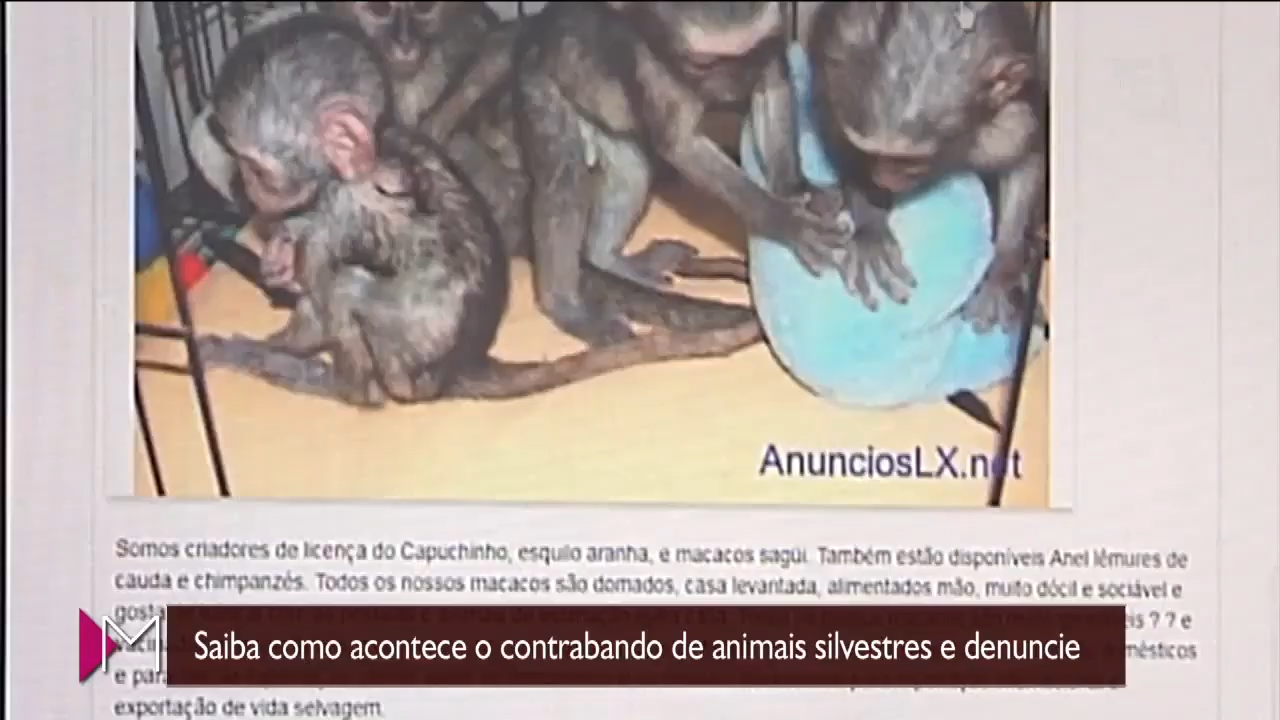 AnunciosLX.net
Somos criadores de licença do Capuchinho, esquilo aranha, e macacos sagui. Também estão disponíveis Anel lêmures de
cauda e chimpanzés. Todos os nossos macacos são domados, casa levantada, alimentados mão, muito dócil e sociável e
M
Saiba como acontece o contrabando de animais silvestres e denuncie
exportação de vida selvagem.